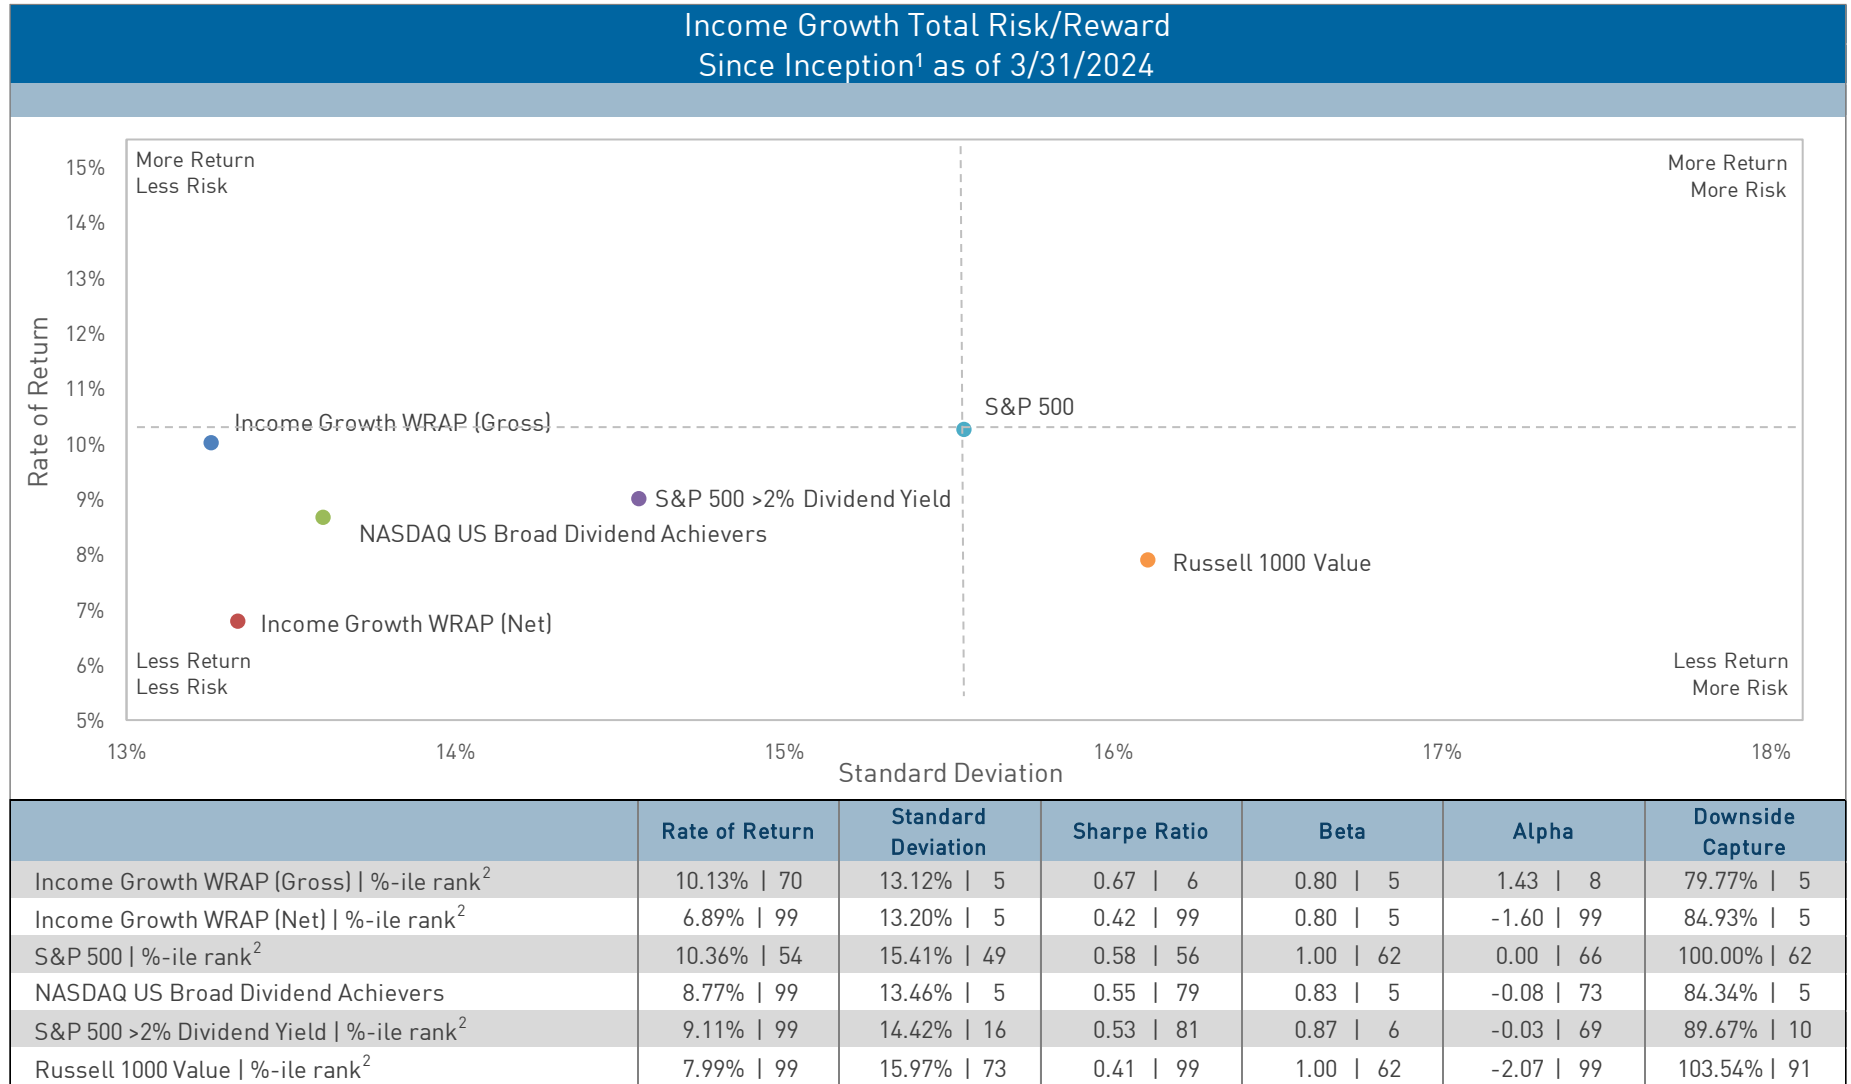 Income Growth Total Risk/Reward
Since Inception¹ as of 3/31/2024
More Return
Less Risk
More Return
More Risk
15%
14%
13%
12%
11%
10%
9%
8%
7%
6%
5%
Rate of Return
Income Growth WRAP (Gross)
S&P 500
S&P 500 >2% Dividend Yield
NASDAQ US Broad Dividend Achievers
Russell 1000 Value
Income Growth WRAP (Net)
Less Return
Less Risk
Less Return
More Risk
13% 14% 15% 16% 17% 18%
Standard Deviation
Rate of Return | Standard Deviation | Sharpe Ratio | Beta | Alpha | Downside Capture
Income Growth WRAP (Gross) | %-ile rank² 10.13% | 70 13.12% | 5 0.67 | 6 0.80 | 5 1.43 | 8 79.77% | 5
Income Growth WRAP (Net) | %-ile rank² 6.89% | 99 13.20% | 5 0.42 | 99 0.80 | 5 -1.60 | 99 84.93% | 5
S&P 500 | %-ile rank² 10.36% | 54 15.41% | 49 0.58 | 56 1.00 | 62 0.00 | 66 100.00% | 62
NASDAQ US Broad Dividend Achievers 8.77% | 99 13.46% | 5 0.55 | 79 0.83 | 5 -0.08 | 73 84.34% | 5
S&P 500 >2% Dividend Yield | %-ile rank² 9.11% | 99 14.42% | 16 0.53 | 81 0.87 | 6 -0.03 | 69 89.67% | 10
Russell 1000 Value | %-ile rank² 7.99% | 99 15.97% | 73 0.41 | 99 1.00 | 62 -2.07 | 99 103.54% | 91